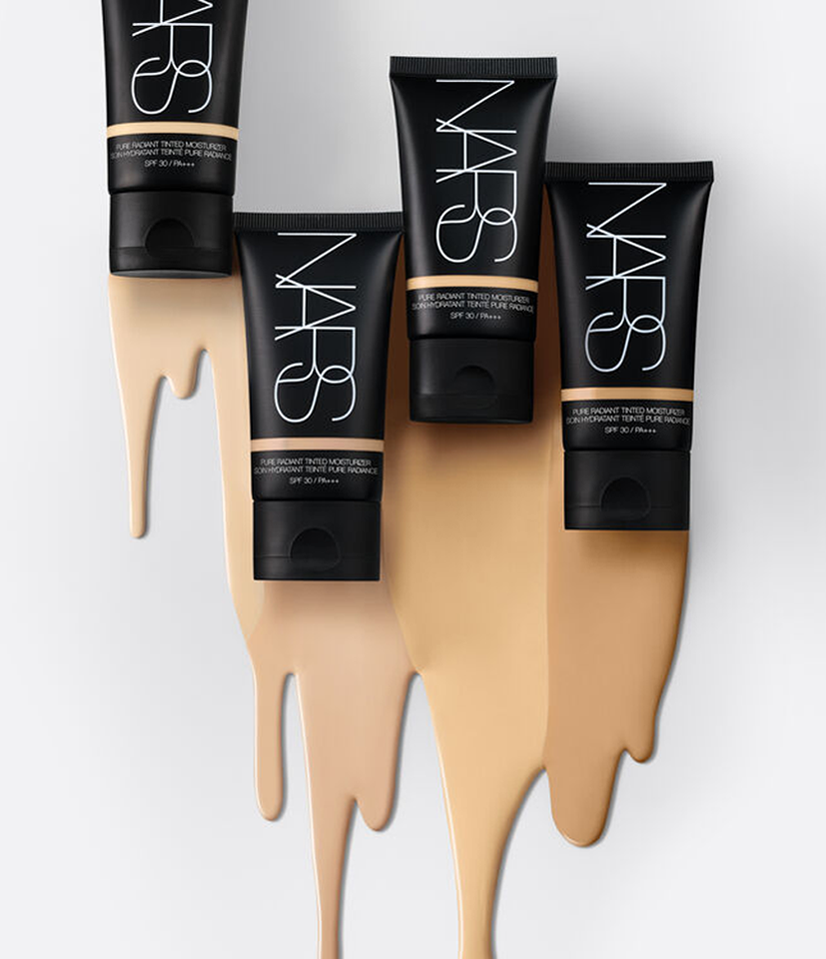 NARS
PURE RADIANT TINTED MOISTURIZER
SOIN HYDRATANT TEINTÉ PURE RADIANCE
SPF 30 / PA+++
NARS
PURE RADIANT TINTED MOISTURIZER
SOIN HYDRATANT TEINTÉ PURE RADIANCE
SPF 30 / PA+++
NARS
PURE RADIANT TINTED MOISTURIZER
SOIN HYDRATANT TEINTÉ PURE RADIANCE
SPF 30 / PA+++
NARS
PURE RADIANT TINTED MOISTURIZER
SOIN HYDRATANT TEINTÉ PURE RADIANCE
SPF 30 / PA+++